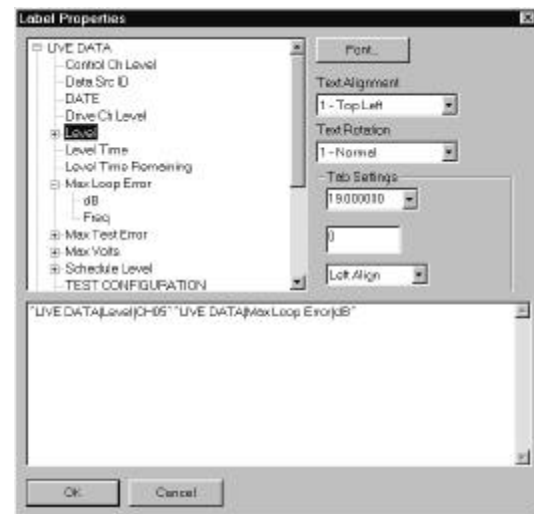 Label Properties
LIVE DATA
Control Ch Level
Data Src ID
DATE
Drive Ch Level
Level
Level Time
Level Time Remaining
Max Loop Error
dB
Freq
Max Test Error
Max Volts
Schedule Level
TEST CONFIGURATION
Font...
Text Alignment
1 - Top Left
Text Rotation
1 - Normal
Tab Settings
19.000000
0
Left Align
"LIVE DATA|Level|CH05" "LIVE DATA|Max Loop Error|dB"
OK
Cancel